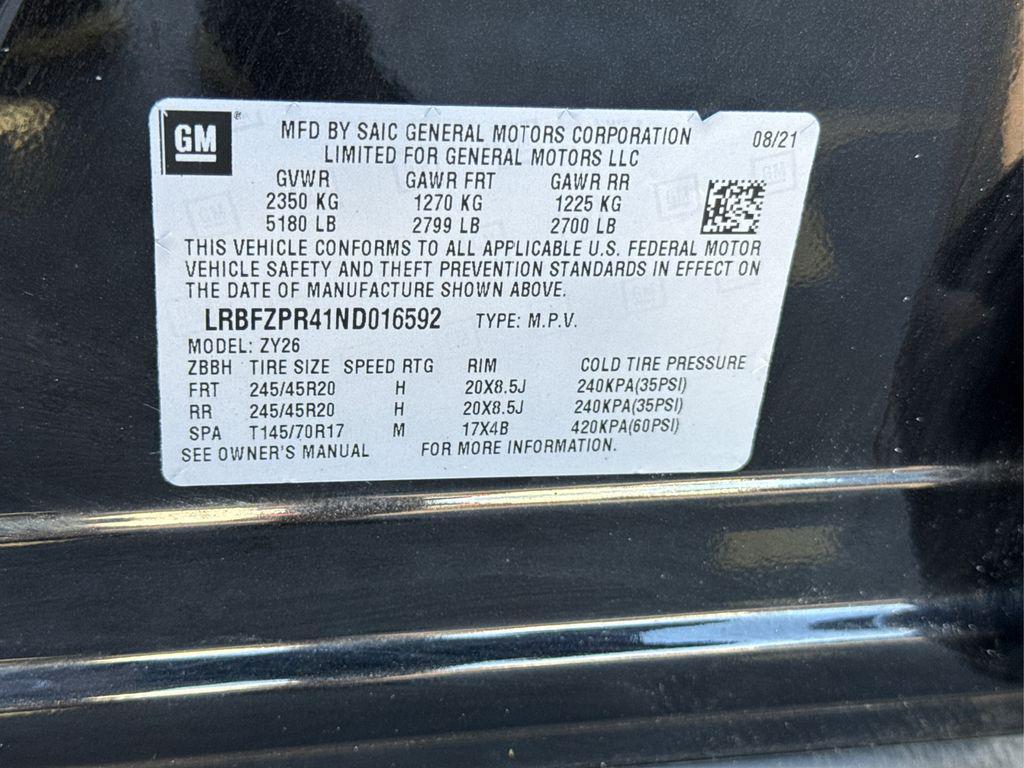 GM® MFD BY SAIC GENERAL MOTORS CORPORATION 08/21
LIMITED FOR GENERAL MOTORS LLC
GVWR GAWR FRT GAWR RR
2350 KG 1270 KG 1225 KG
5180 LB 2799 LB 2700 LB
THIS VEHICLE CONFORMS TO ALL APPLICABLE U.S. FEDERAL MOTOR
VEHICLE SAFETY AND THEFT PREVENTION STANDARDS IN EFFECT ON
THE DATE OF MANUFACTURE SHOWN ABOVE.
LRBFZPR41ND016592 TYPE: M.P.V.
MODEL: ZY26
ZBBH TIRE SIZE SPEED RTG RIM COLD TIRE PRESSURE
FRT 245/45R20 H 20X8.5J 240KPA(35PSI)
RR 245/45R20 H 20X8.5J 240KPA(35PSI)
SPA T145/70R17 M 17X4B 420KPA(60PSI)
SEE OWNER'S MANUAL FOR MORE INFORMATION.